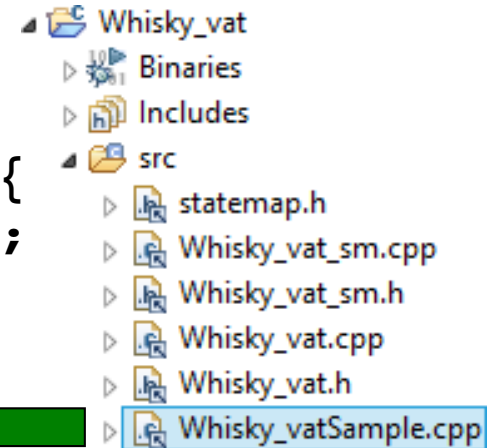 Whisky_vat
Binaries
Includes
{ src
; statemap.h
Whisky_vat_sm.cpp
Whisky_vat_sm.h
Whisky_vat.cpp
Whisky_vat.h
Whisky_vatSample.cpp